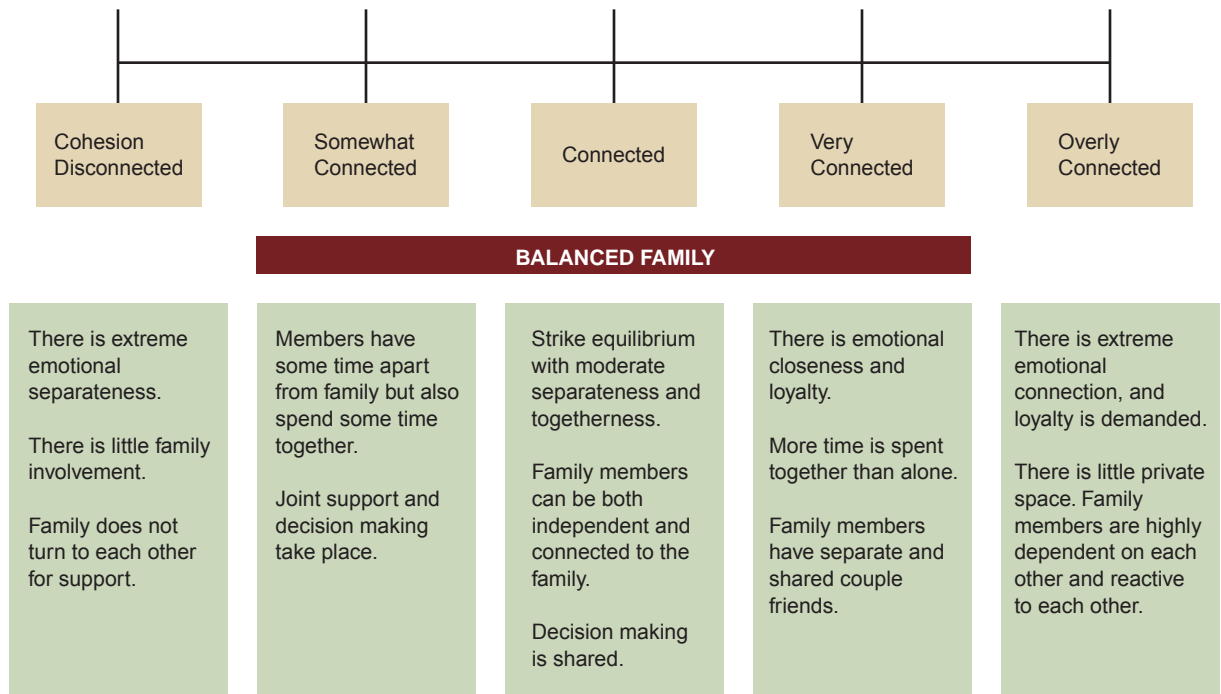 Cohesion
Disconnected
Somewhat
Connected
Connected
Very
Connected
Overly
Connected
BALANCED FAMILY
There is extreme
emotional
separateness.
There is little family
involvement.
Family does not
turn to each other
for support.
Members have
some time apart
from family but also
spend some time
together.
Joint support and
decision making
take place.
Strike equilibrium
with moderate
separateness and
togetherness.
Family members
can be both
independent and
connected to the
family.
Decision making
is shared.
There is emotional
closeness and
loyalty.
More time is spent
together than alone.
Family members
have separate and
shared couple
friends.
There is extreme
emotional
connection, and
loyalty is demanded.
There is little private
space. Family
members are highly
dependent on each
other and reactive
to each other.